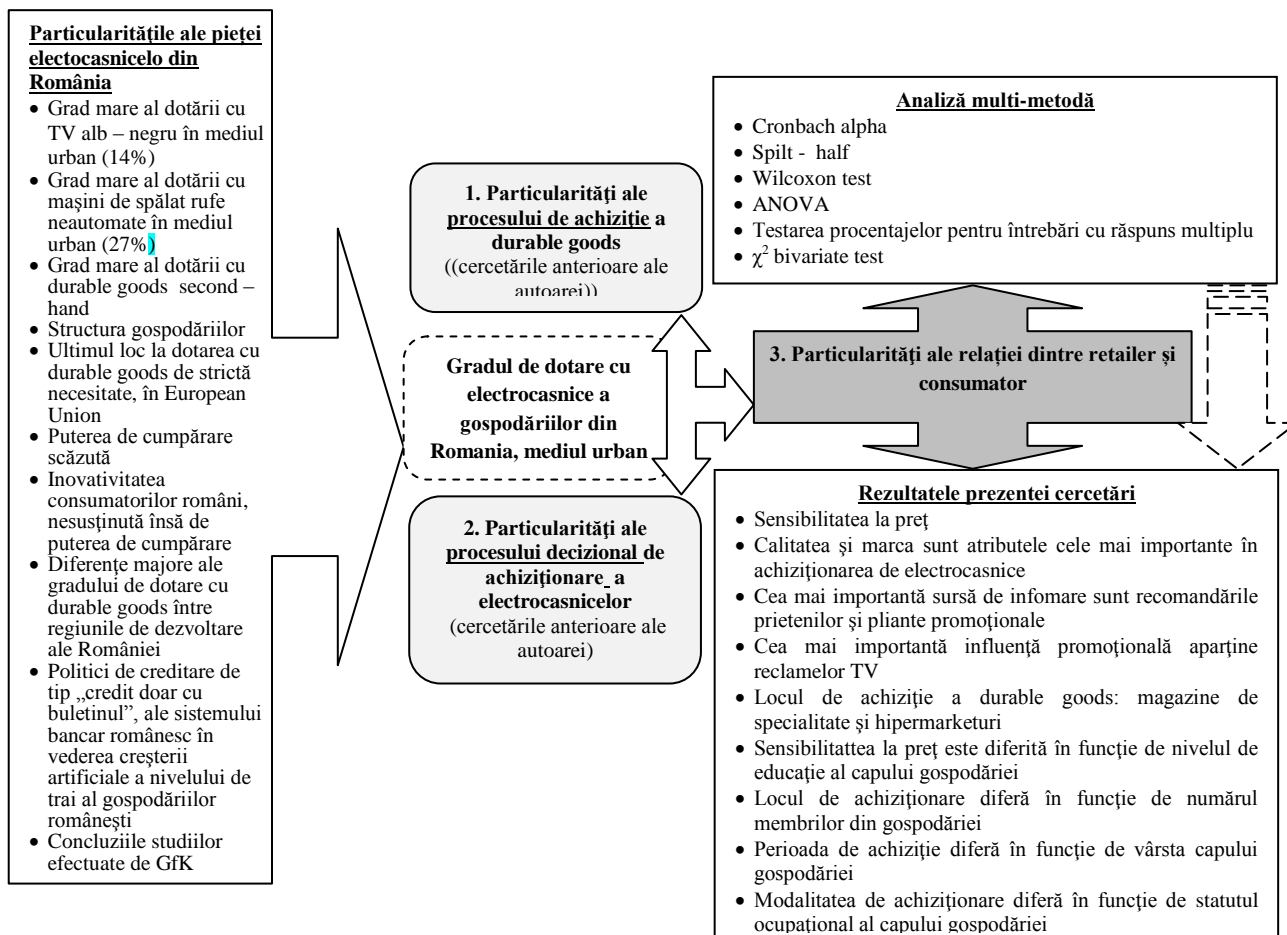 Particularităţile ale pieţei
electocasnicelo din
România
• Grad mare al dotării cu
TV alb – negru în mediul
urban (14%)
• Grad mare al dotării cu
maşini de spălat rufe
neautomate în mediul
urban (27%)
• Grad mare al dotării cu
durable goods second –
hand
• Structura gospodăriilor
• Ultimul loc la dotarea cu
durable goods de strictă
necesitate, în European
Union
• Puterea de cumpărare
scăzută
• Inovativitatea
consumatorilor români,
nesusţinută însă de
puterea de cumpărare
• Diferenţe majore ale
gradului de dotare cu
durable goods între
regiunile de dezvoltare
ale României
• Politici de creditare de
tip „credit doar cu
buletinul”, ale sistemului
bancar românesc în
vederea creşterii
artificiale a nivelului de
trai al gospodăriilor
româneşti
• Concluziile studiilor
efectuate de GfK
1. Particularităţi ale
procesului de achiziţie a
durable goods
((cercetările anterioare ale
autoarei))
Gradul de dotare cu
electrocasnice a
gospodăriilor din
Romania, mediul urban
2. Particularităţi ale
procesului decizional de
achiziţionare a
electrocasnicelor
(cercetările anterioare ale
autoarei)
Analiză multi-metodă
• Cronbach alpha
• Spilt - half
• Wilcoxon test
• ANOVA
• Testarea procentajelor pentru întrebări cu răspuns multiplu
• χ² bivariate test
3. Particularităţi ale relaţiei dintre retailer și
consumator
Rezultatele prezentei cercetări
• Sensibilitatea la preţ
• Calitatea şi marca sunt atributele cele mai importante în
achiziţionarea de electrocasnice
• Cea mai importantă sursă de infomare sunt recomandările
prietenilor şi pliante promoţionale
• Cea mai importantă influenţă promoţională aparţine
reclamelor TV
• Locul de achiziţie a durable goods: magazine de
specialitate şi hipermarketuri
• Sensibilitattea la preţ este diferită în funcţie de nivelul de
educaţie al capului gospodăriei
• Locul de achiziţionare diferă în funcţie de numărul
membrilor din gospodăriei
• Perioada de achiziţie diferă în funcţie de vârsta capului
gospodăriei
• Modalitatea de achiziţionare diferă în funcţie de statutul
ocupaţional al capului gospodăriei